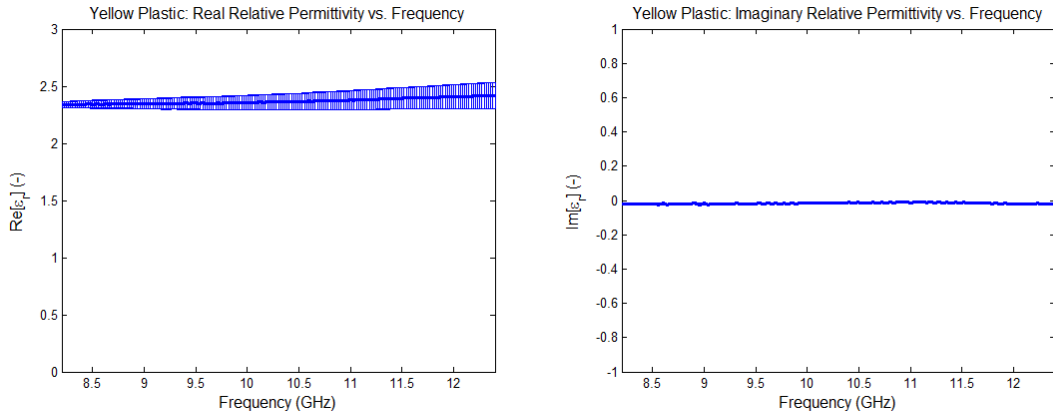 Yellow Plastic: Real Relative Permittivity vs. Frequency
3
2.5
2
1.5
1
0.5
0
Re[εr] (-)
8.5 9 9.5 10 10.5 11 11.5 12
Frequency (GHz)
Yellow Plastic: Imaginary Relative Permittivity vs. Frequency
1
0.8
0.6
0.4
0.2
0
-0.2
-0.4
-0.6
-0.8
-1
Im[εr] (-)
8.5 9 9.5 10 10.5 11 11.5 12
Frequency (GHz)